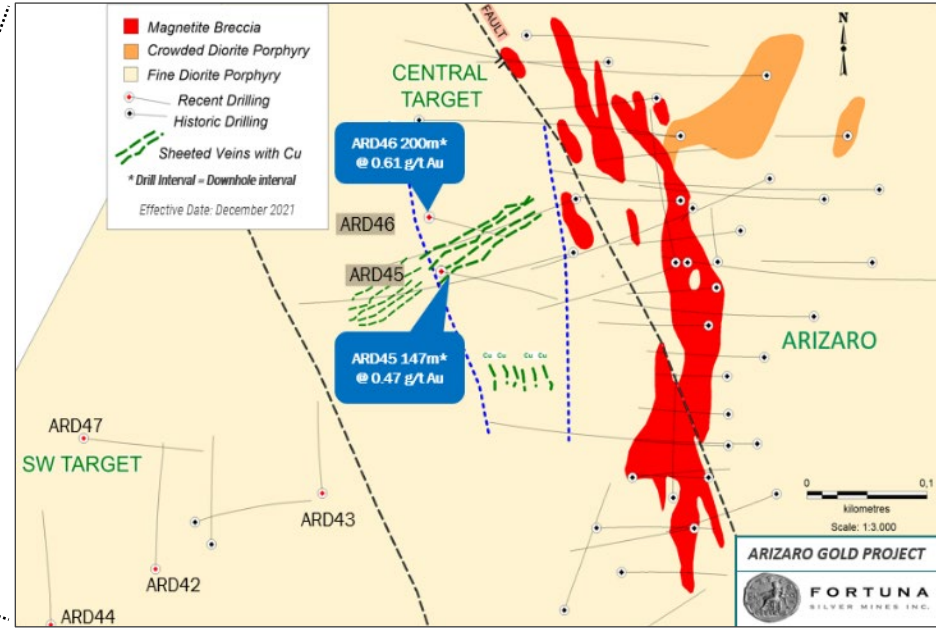 Magnetite Breccia
Crowded Diorite Porphyry
Fine Diorite Porphyry
Recent Drilling
Historic Drilling
Sheeted Veins with Cu
* Drill Interval = Downhole interval
Effective Date: December 2021
FAULT
N
CENTRAL
TARGET
ARD46 200m*
@ 0.61 g/t Au
ARD46
ARD45
ARD45 147m*
@ 0.47 g/t Au
Cu Cu Cu Cu
ARIZARO
ARD47
SW TARGET
ARD43
ARD42
ARD44
0 0,1
kilometres
Scale: 1:3.000
ARIZARO GOLD PROJECT
FORTUNA
SILVER MINES INC.